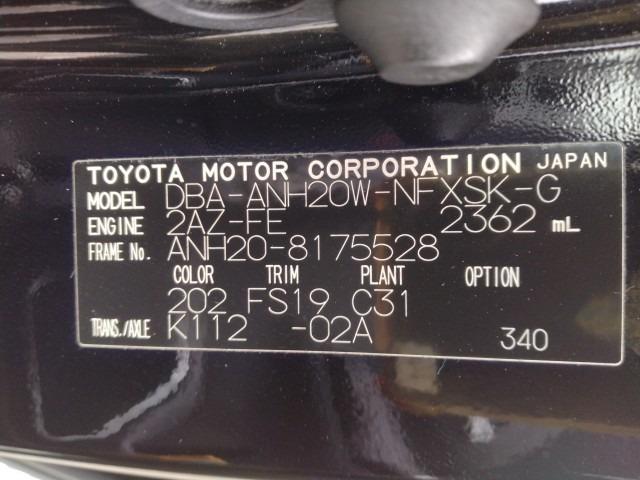 TOYOTA MOTOR CORPORATION JAPAN
MODEL DBA-ANH20W-NFXSK-G
ENGINE 2AZ-FE 2362 mL
FRAME No. ANH20-8175528
COLOR TRIM PLANT OPTION
202 FS19 C31
TRANS./AXLE K112 -02A 340